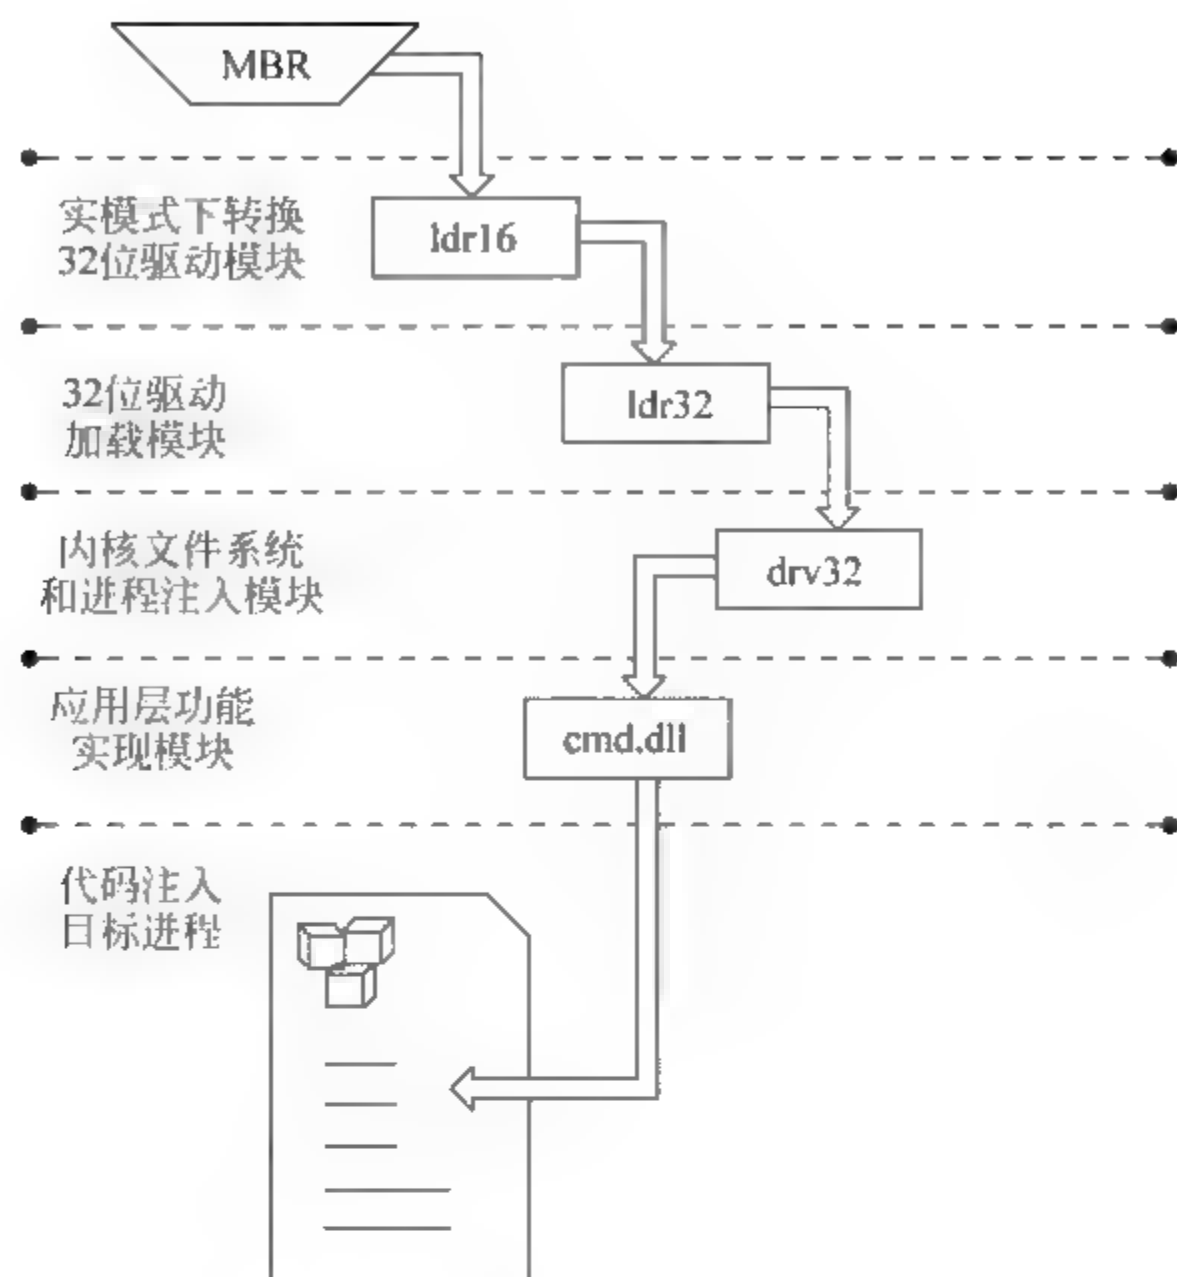 MBR
实模式下转换
32位驱动模块
ldr16
32位驱动
加载模块
ldr32
内核文件系统
和进程注入模块
drv32
应用层功能
实现模块
cmd.dll
代码注入
目标进程